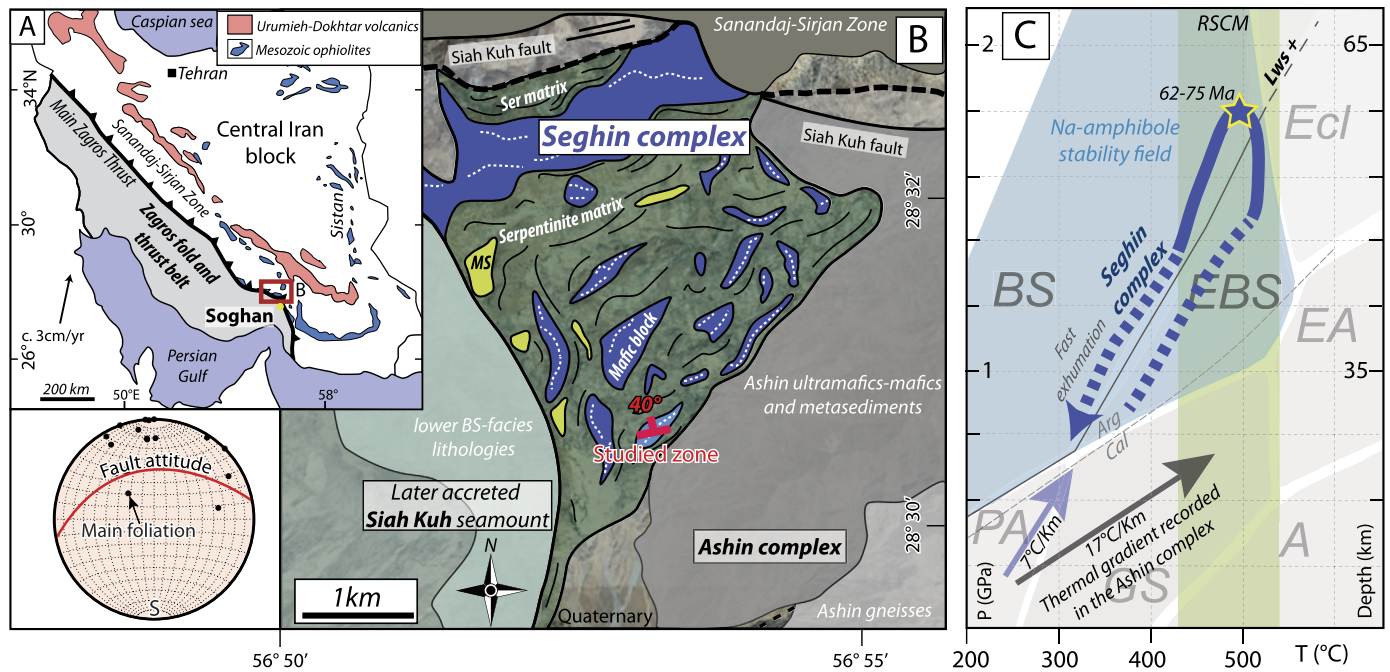 A
Caspian sea
Urumieh-Dokhtar volcanics
Mesozoic ophiolites
Tehran
34°N
30°
26°
Main Zagros Thrust
Sanandaj-Sirjan Zone
Central Iran
block
Sistan
Zagros fold and
thrust belt
B
Soghan
c. 3cm/yr
Persian
Gulf
200 km
50°E
58°
Fault attitude
Main foliation
S
B
Sanandaj-Sirjan Zone
Siah Kuh fault
Ser matrix
Seghin complex
Siah Kuh fault
28° 32'
Serpentinite matrix
MS
Mafic block
Ashin ultramafics-mafics
and metasediments
40°
Studied zone
lower BS-facies
lithologies
Later accreted
Siah Kuh seamount
28° 30'
N
Ashin complex
1km
Quaternary
Ashin gneisses
56° 50'
56° 55'
C
RSCM
2
65
Lws +
62-75 Ma
Na-amphibole
stability field
Ecl
BS
Seghin
complex
EBS
EA
Fast
exhumation
1
35
Arg
Cal
PA
7°C/Km
17°C/Km
Thermal gradient recorded
in the Ashin complex
GS
A
P (GPa)
Depth (km)
200
300
400
500
T (°C)